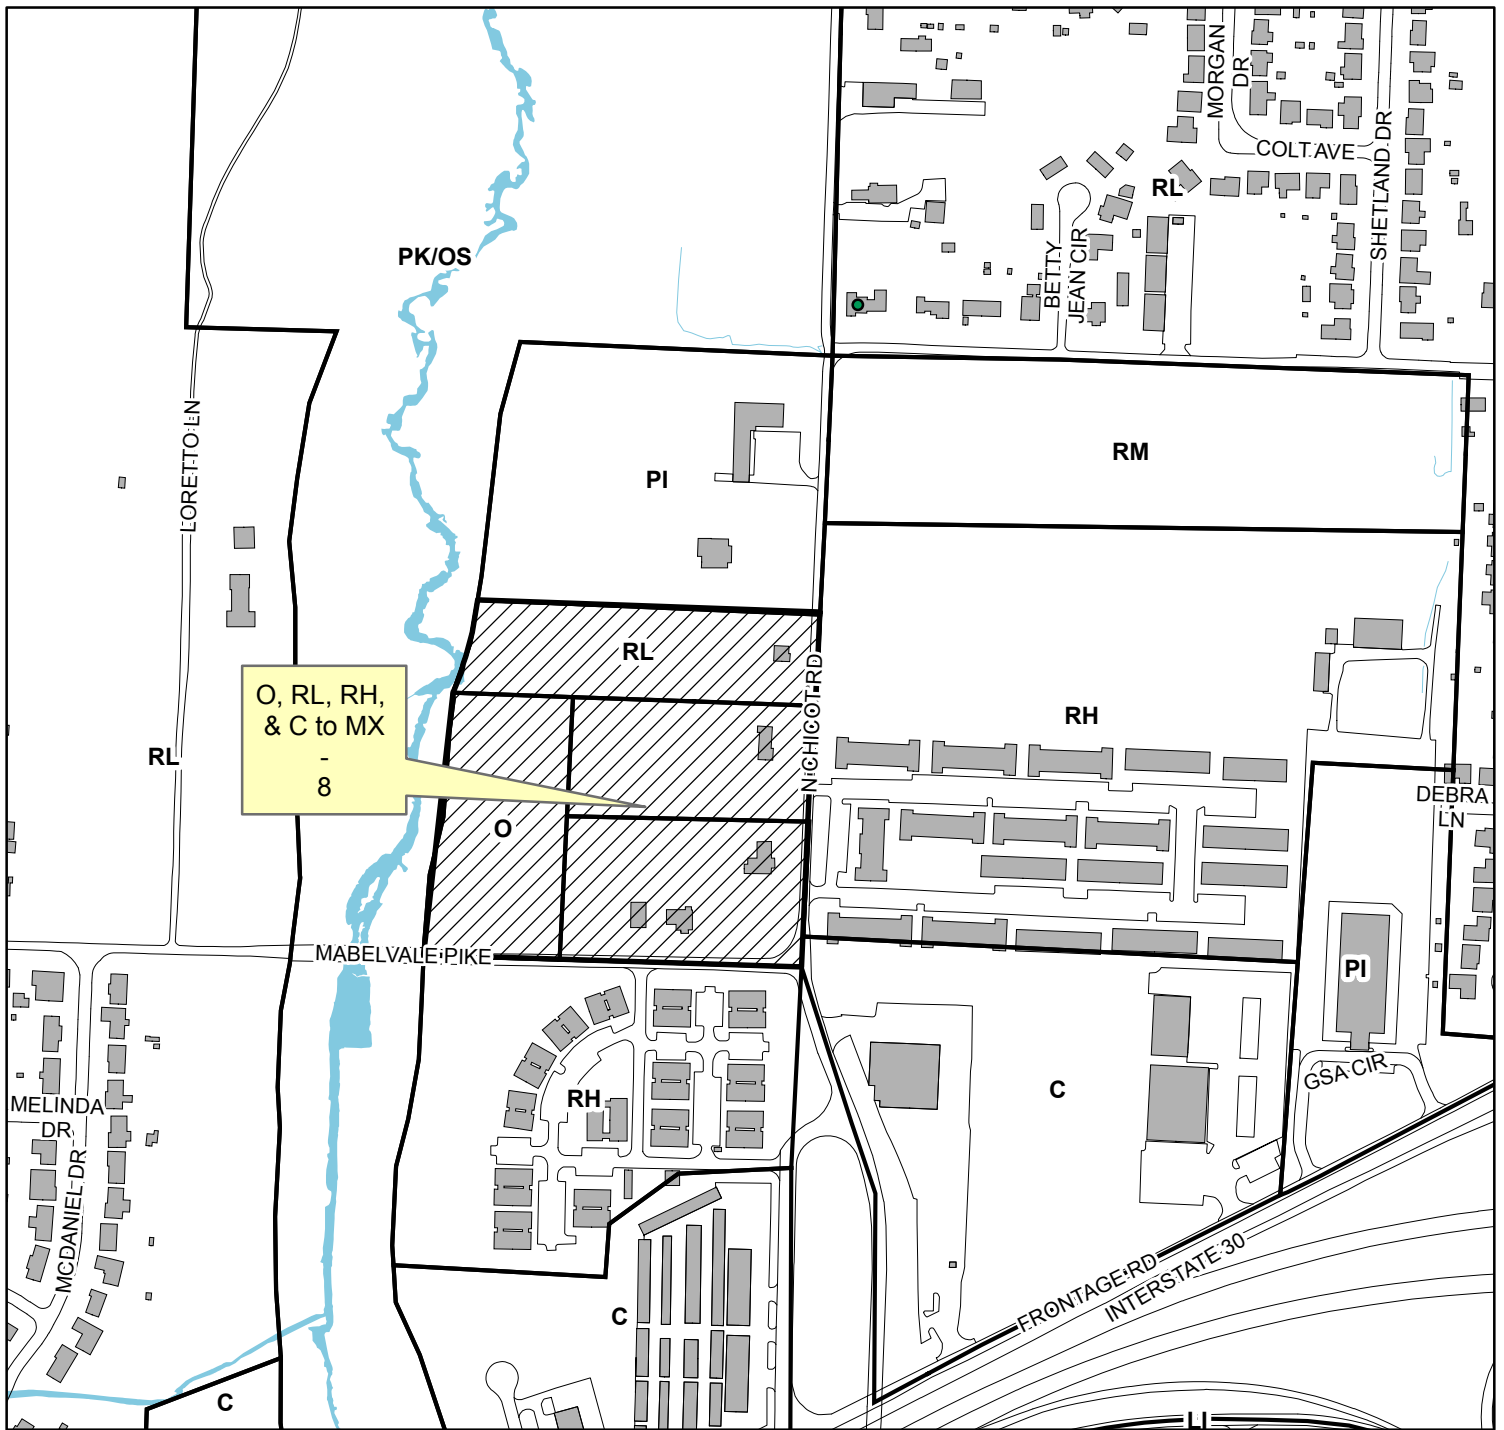 MORGAN
DR
COLT AVE
SHETLAND DR
RL
BETTY
JEAN CIR
PK/OS
LORETTO LN
PI
RM
RL
N CHICOT RD
O, RL, RH,
& C to MX
-
8
RL
RH
O
DEBRA
LN
MABELVALE PIKE
PI
GSA CIR
C
RH
MELINDA
DR
MCDANIEL DR
FRONTAGE RD
INTERSTATE 30
C
C
LI